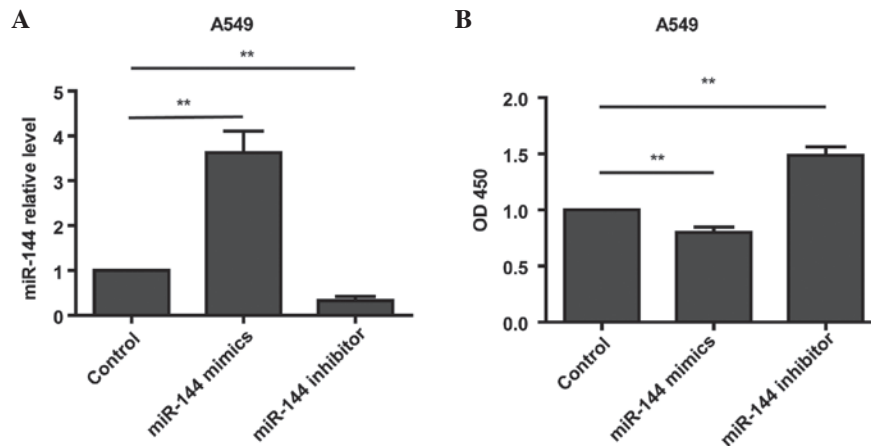 A
A549
**
**
miR-144 relative level
5
4
3
2
1
0
Control
miR-144 mimics
miR-144 inhibitor
B
A549
**
**
OD 450
2.0
1.5
1.0
0.5
0.0
Control
miR-144 mimics
miR-144 inhibitor